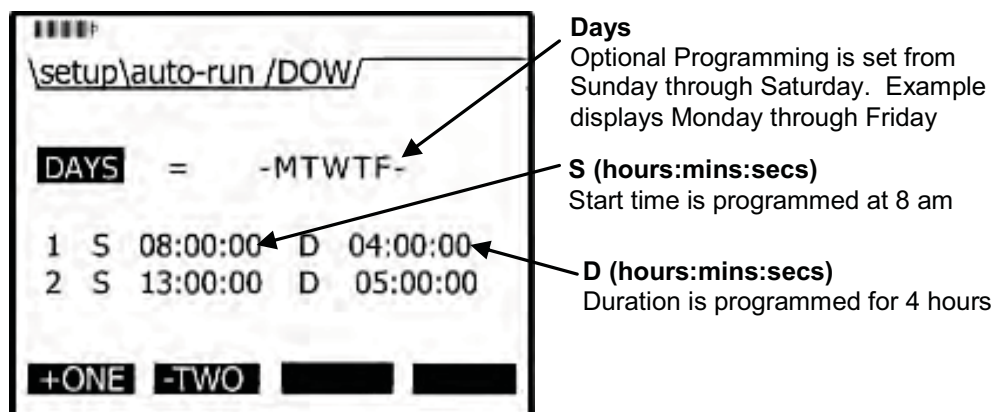 \setup\auto-run /DOW/
DAYS = -MTWTF-
1 S 08:00:00 D 04:00:00
2 S 13:00:00 D 05:00:00
+ONE -TWO
Days
Optional Programming is set from
Sunday through Saturday. Example
displays Monday through Friday
S (hours:mins:secs)
Start time is programmed at 8 am
D (hours:mins:secs)
Duration is programmed for 4 hours